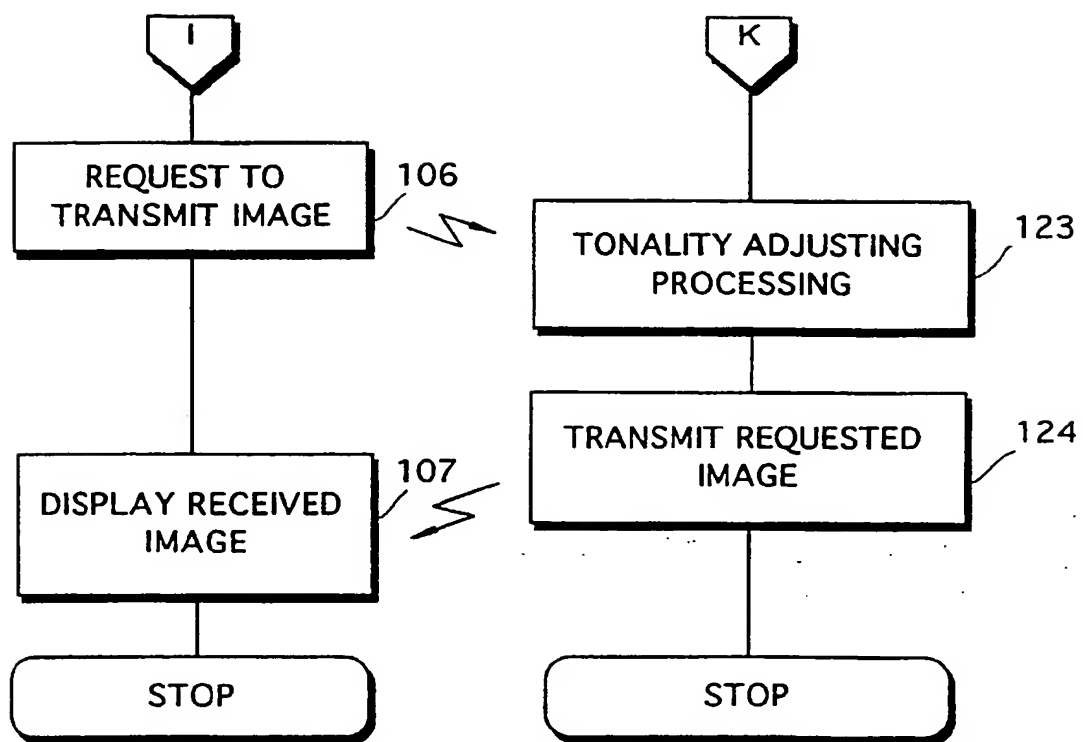 I
REQUEST TO
TRANSMIT IMAGE
106
DISPLAY RECEIVED
IMAGE
107
STOP
K
TONALITY ADJUSTING
PROCESSING
123
TRANSMIT REQUESTED
IMAGE
124
STOP